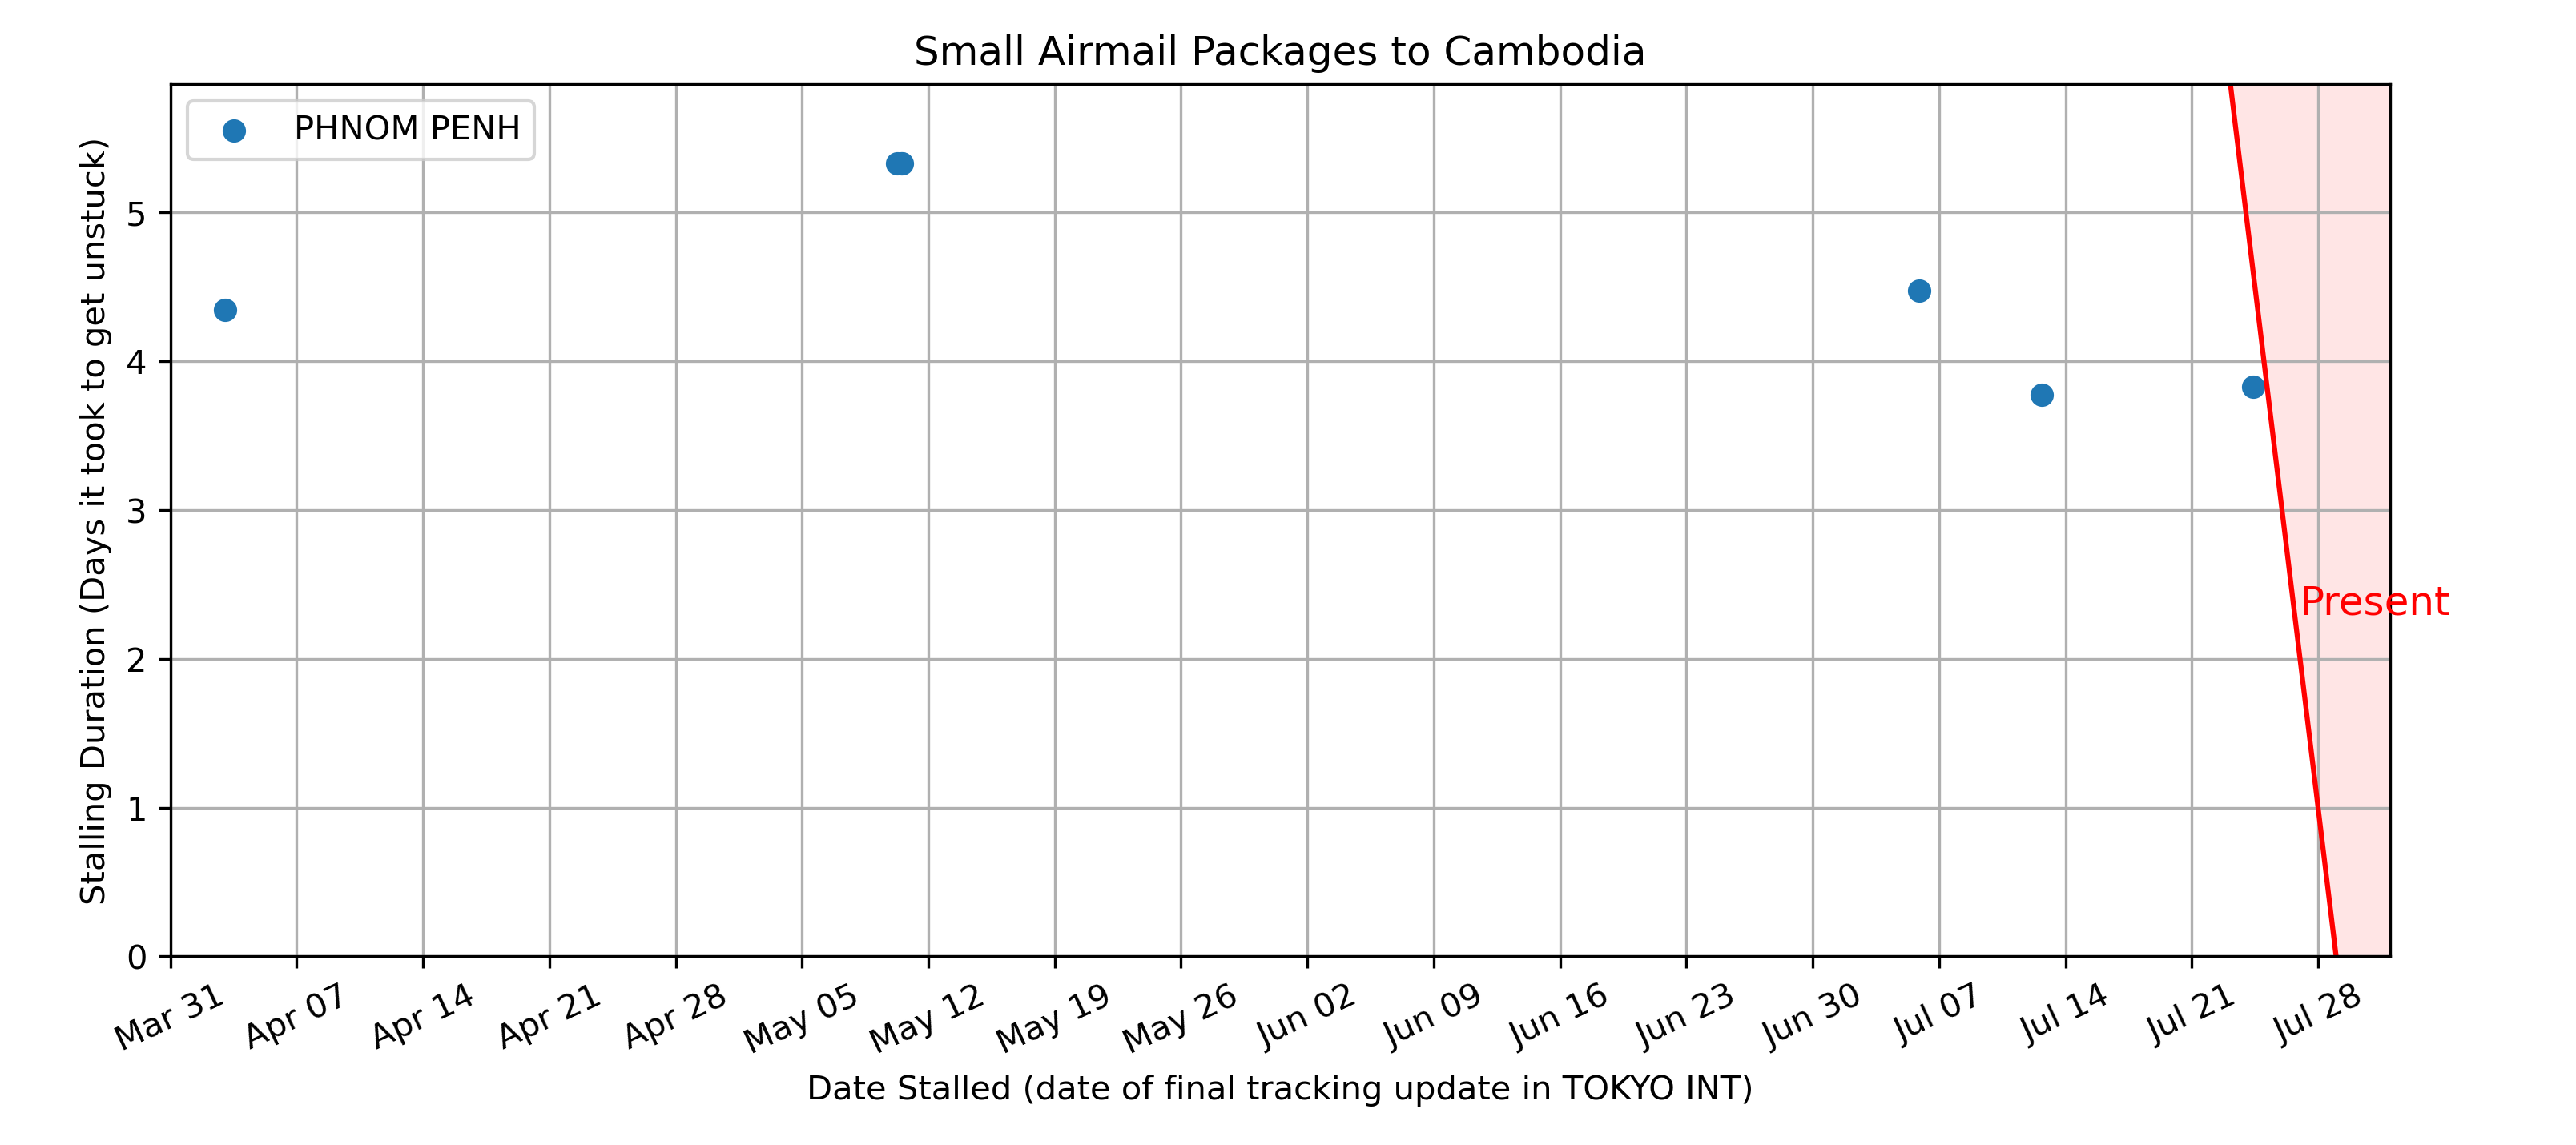 Small Airmail Packages to Cambodia
PHNOM PENH
Stalling Duration (Days it took to get unstuck)
5
4
3
2
1
0
Present
Mar 31
Apr 07
Apr 14
Apr 21
Apr 28
May 05
May 12
May 19
May 26
Jun 02
Jun 09
Jun 16
Jun 23
Jun 30
Jul 07
Jul 14
Jul 21
Jul 28
Date Stalled (date of final tracking update in TOKYO INT)